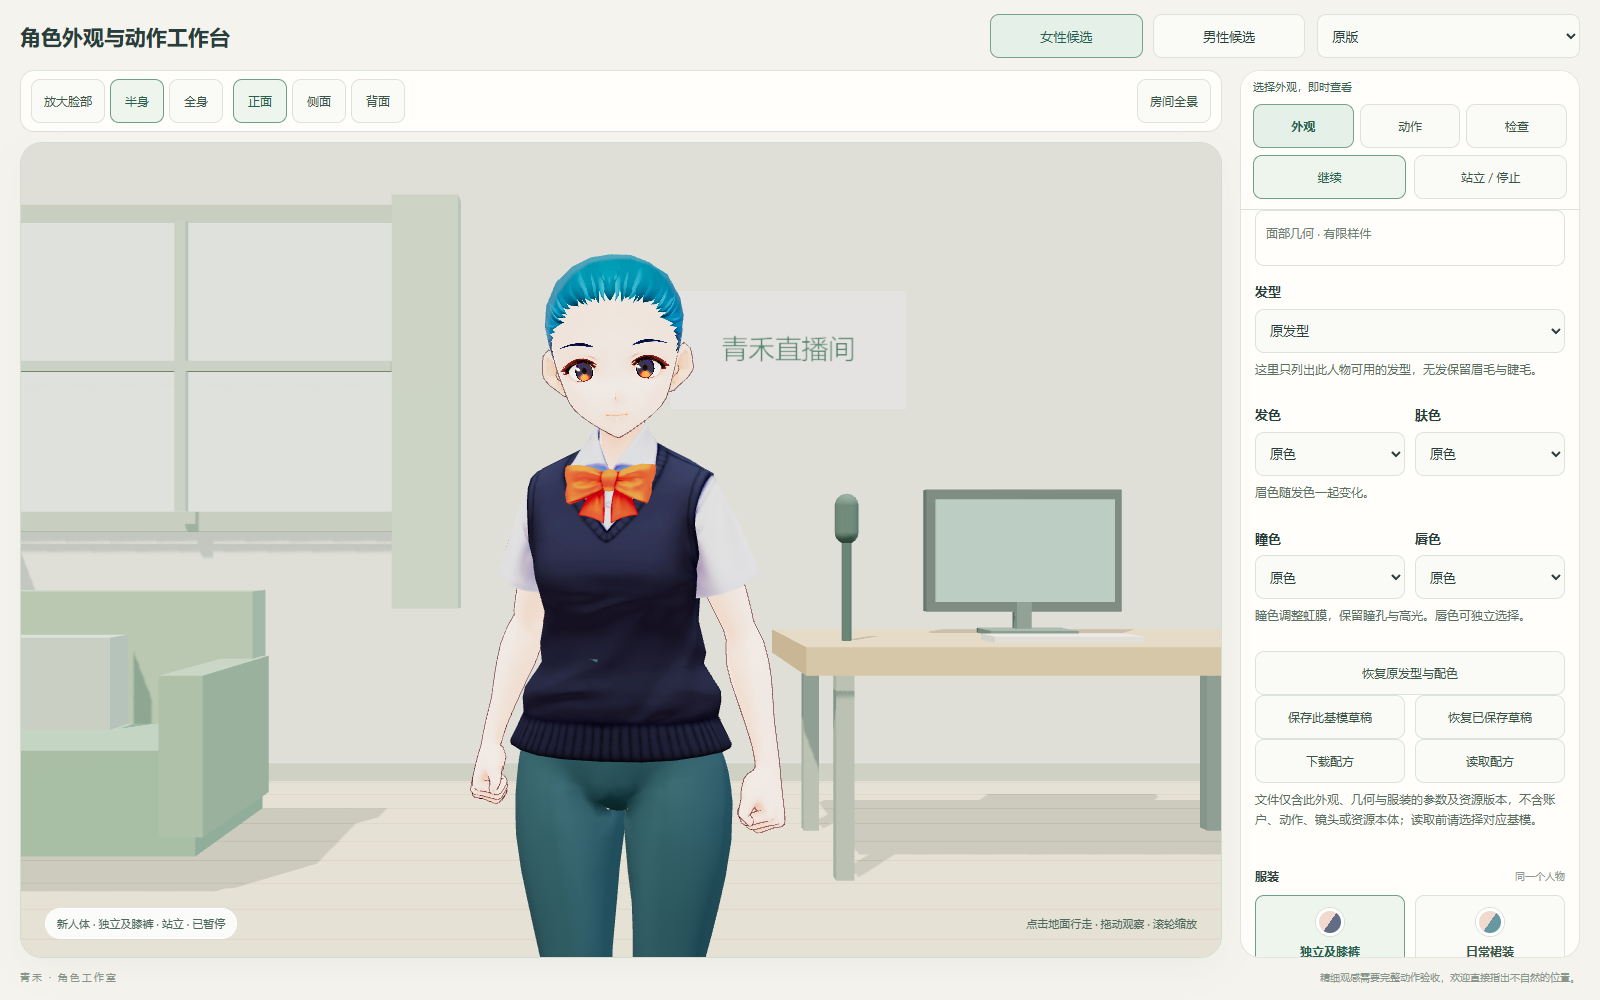 角色外观与动作工作台
女性候选
男性候选
原版
放大脸部
半身
全身
正面
侧面
背面
房间全景
选择外观，即时查看
外观
动作
检查
继续
站立 / 停止
面部几何 · 有限样件
发型
原发型
这里只列出此人物可用的发型，无发保留眉毛与睫毛。
发色
肤色
原色
原色
眉色随发色一起变化。
瞳色
唇色
原色
原色
瞳色调整虹膜，保留瞳孔与高光。唇色可独立选择。
恢复原发型与配色
保存此基模草稿
恢复已保存草稿
下载配方
读取配方
文件仅含此外观、几何与服装的参数及资源版本，不含账
户、动作、镜头或资源本体；读取前请选择对应基模。
服装
同一个人物
独立及膝裤
日常裙装
青禾直播间
新人体 · 独立及膝裤 · 站立 · 已暂停
点击地面行走 · 拖动观察 · 滚轮缩放
青禾 · 角色工作室
精细观感需要完整动作验收，欢迎直接指出不自然的位置。